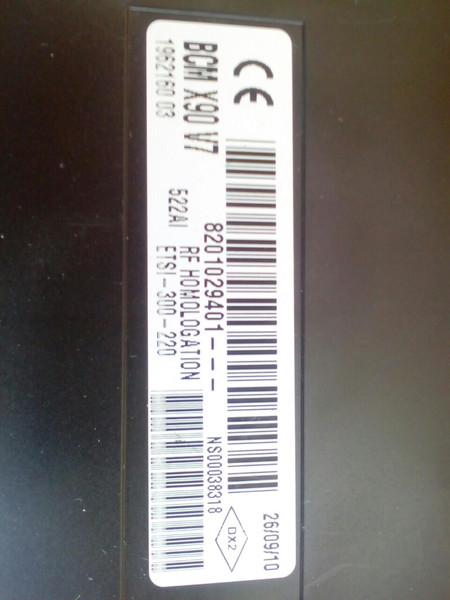 CE
BCM X90 V7
1962160 03
8201029401---
522AI
RF HOMOLOGATION
ETSI-300-220
NS00038318
DX2
26/09/10